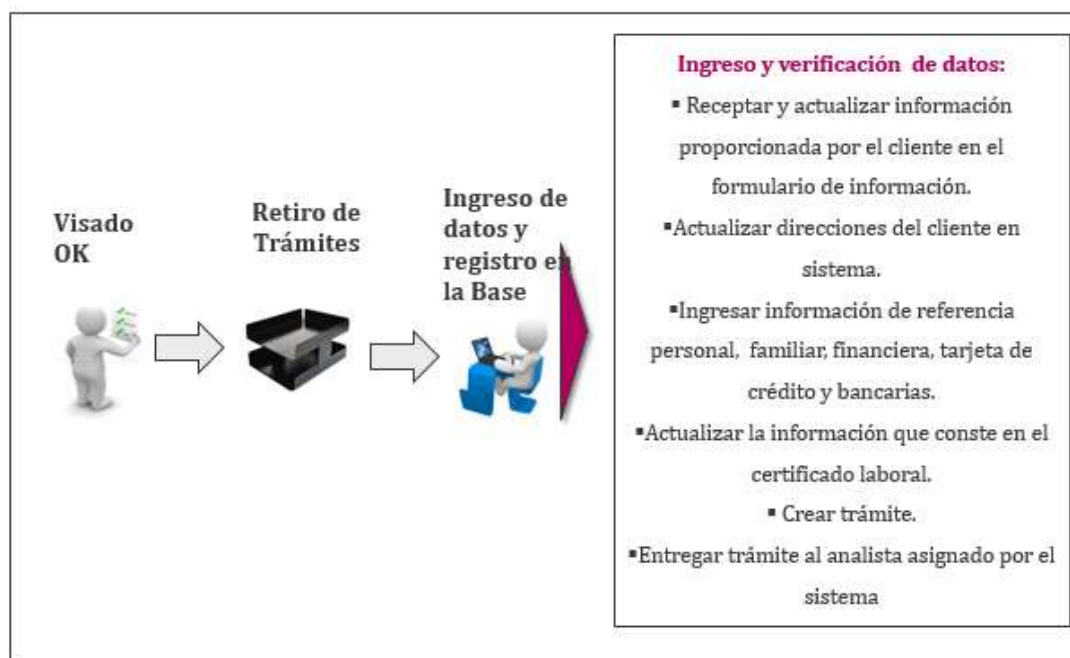 Visado
OK
Retiro de
Trámites
Ingreso de
datos y
registro en
la Base
Ingreso y verificación de datos:
▪ Receptar y actualizar información
proporcionada por el cliente en el
formulario de información.
▪Actualizar direcciones del cliente en
sistema.
▪Ingresar información de referencia
personal, familiar, financiera, tarjeta de
crédito y bancarias.
▪Actualizar la información que conste en el
certificado laboral.
▪ Crear trámite.
▪Entregar trámite al analista asignado por el
sistema